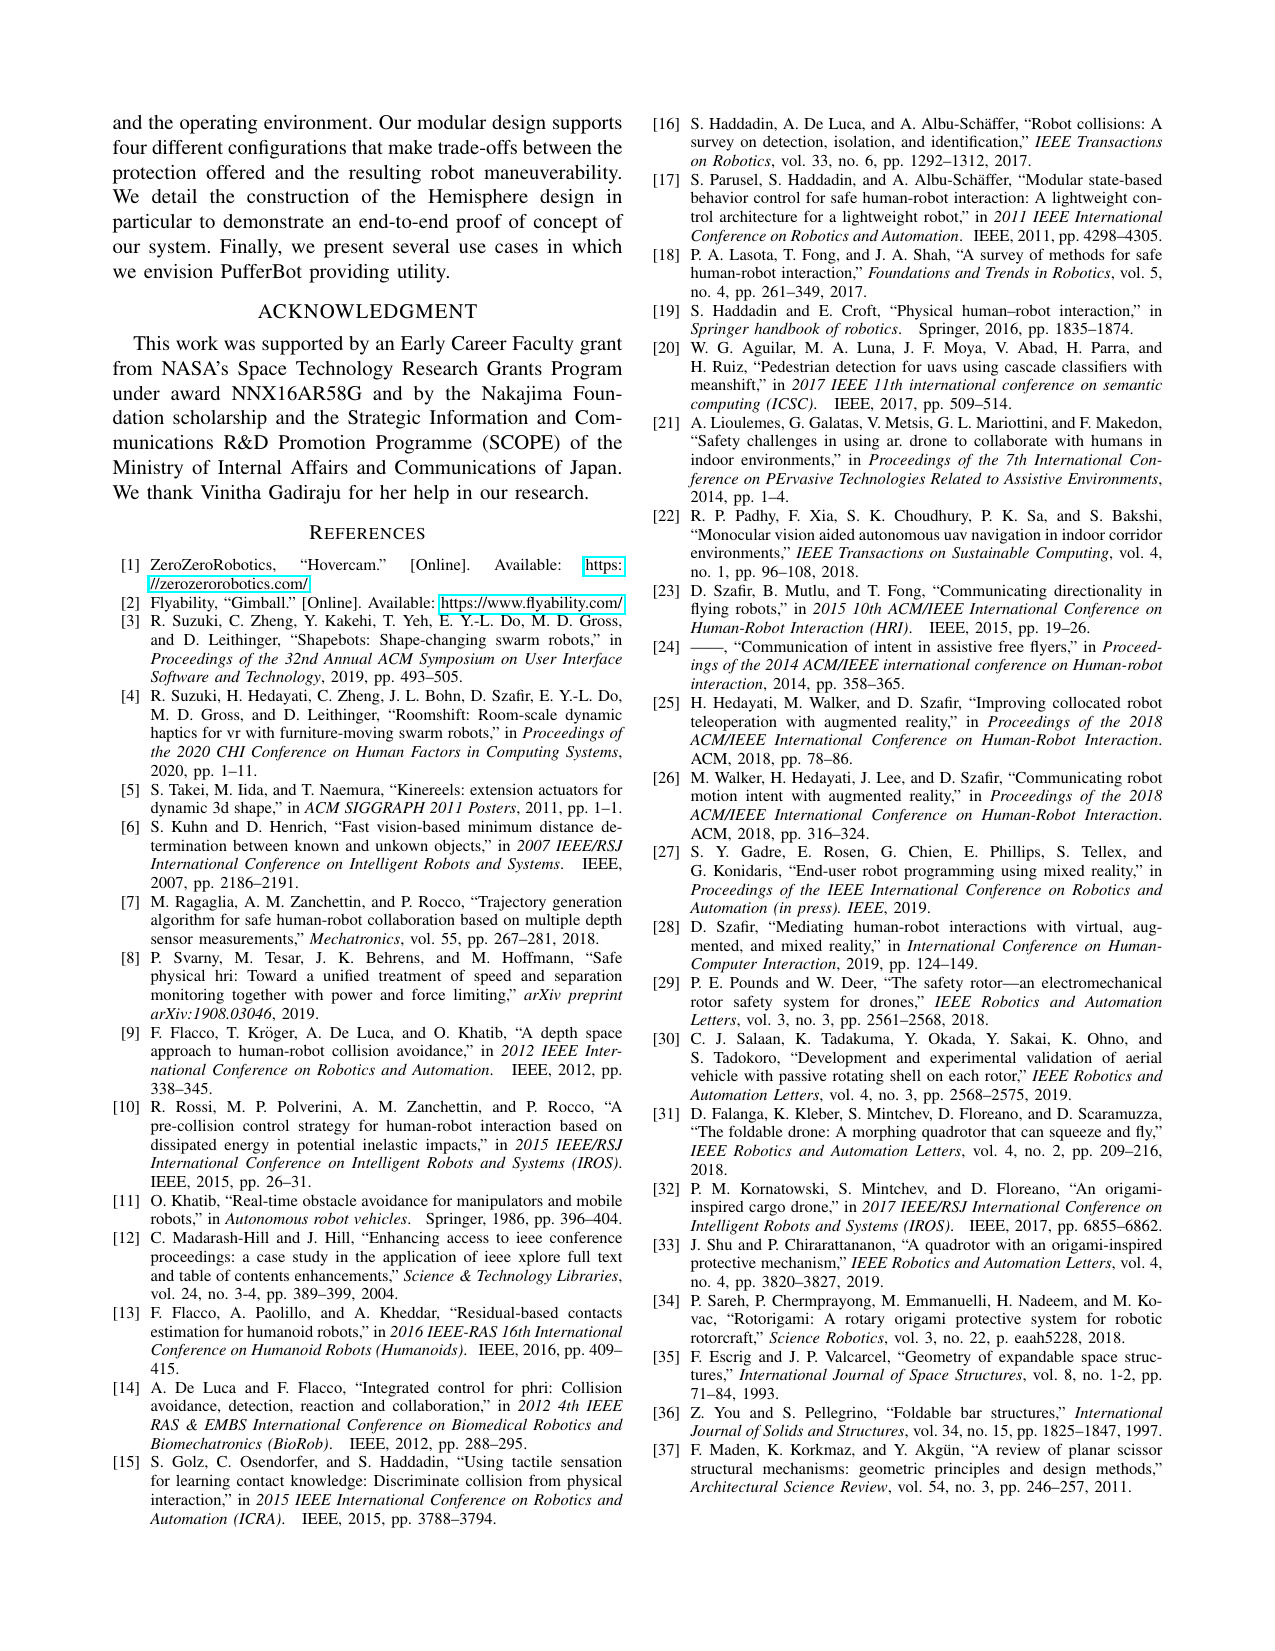 and the operating environment. Our modular design supports
four different configurations that make trade-offs between the
protection offered and the resulting robot maneuverability.
We detail the construction of the Hemisphere design in
particular to demonstrate an end-to-end proof of concept of
our system. Finally, we present several use cases in which
we envision PufferBot providing utility.
ACKNOWLEDGMENT
This work was supported by an Early Career Faculty grant
from NASA's Space Technology Research Grants Program
under award NNX16AR58G and by the Nakajima Foun-
dation scholarship and the Strategic Information and Com-
munications R&D Promotion Programme (SCOPE) of the
Ministry of Internal Affairs and Communications of Japan.
We thank Vinitha Gadiraju for her help in our research.
REFERENCES
[1] ZeroZeroRobotics, “Hovercam.” [Online]. Available: https:
//zerozerorobotics.com/
[2] Flyability, “Gimball.” [Online]. Available: https://www.flyability.com/
[3] R. Suzuki, C. Zheng, Y. Kakehi, T. Yeh, E. Y.-L. Do, M. D. Gross,
and D. Leithinger, “Shapebots: Shape-changing swarm robots,” in
Proceedings of the 32nd Annual ACM Symposium on User Interface
Software and Technology, 2019, pp. 493–505.
[4] R. Suzuki, H. Hedayati, C. Zheng, J. L. Bohn, D. Szafir, E. Y.-L. Do,
M. D. Gross, and D. Leithinger, “Roomshift: Room-scale dynamic
haptics for vr with furniture-moving swarm robots,” in Proceedings of
the 2020 CHI Conference on Human Factors in Computing Systems,
2020, pp. 1–11.
[5] S. Takei, M. Iida, and T. Naemura, “Kinereels: extension actuators for
dynamic 3d shape,” in ACM SIGGRAPH 2011 Posters, 2011, pp. 1–1.
[6] S. Kuhn and D. Henrich, “Fast vision-based minimum distance de-
termination between known and unkown objects,” in 2007 IEEE/RSJ
International Conference on Intelligent Robots and Systems. IEEE,
2007, pp. 2186–2191.
[7] M. Ragaglia, A. M. Zanchettin, and P. Rocco, “Trajectory generation
algorithm for safe human-robot collaboration based on multiple depth
sensor measurements,” Mechatronics, vol. 55, pp. 267–281, 2018.
[8] P. Svarny, M. Tesar, J. K. Behrens, and M. Hoffmann, “Safe
physical hri: Toward a unified treatment of speed and separation
monitoring together with power and force limiting,” arXiv preprint
arXiv:1908.03046, 2019.
[9] F. Flacco, T. Kröger, A. De Luca, and O. Khatib, “A depth space
approach to human-robot collision avoidance,” in 2012 IEEE Inter-
national Conference on Robotics and Automation. IEEE, 2012, pp.
338–345.
[10] R. Rossi, M. P. Polverini, A. M. Zanchettin, and P. Rocco, “A
pre-collision control strategy for human-robot interaction based on
dissipated energy in potential inelastic impacts,” in 2015 IEEE/RSJ
International Conference on Intelligent Robots and Systems (IROS).
IEEE, 2015, pp. 26–31.
[11] O. Khatib, “Real-time obstacle avoidance for manipulators and mobile
robots,” in Autonomous robot vehicles. Springer, 1986, pp. 396–404.
[12] C. Madarash-Hill and J. Hill, “Enhancing access to ieee conference
proceedings: a case study in the application of ieee xplore full text
and table of contents enhancements,” Science & Technology Libraries,
vol. 24, no. 3-4, pp. 389–399, 2004.
[13] F. Flacco, A. Paolillo, and A. Kheddar, “Residual-based contacts
estimation for humanoid robots,” in 2016 IEEE-RAS 16th International
Conference on Humanoid Robots (Humanoids). IEEE, 2016, pp. 409–
415.
[14] A. De Luca and F. Flacco, “Integrated control for phri: Collision
avoidance, detection, reaction and collaboration,” in 2012 4th IEEE
RAS & EMBS International Conference on Biomedical Robotics and
Biomechatronics (BioRob). IEEE, 2012, pp. 288–295.
[15] S. Golz, C. Osendorfer, and S. Haddadin, “Using tactile sensation
for learning contact knowledge: Discriminate collision from physical
interaction,” in 2015 IEEE International Conference on Robotics and
Automation (ICRA). IEEE, 2015, pp. 3788–3794.
[16] S. Haddadin, A. De Luca, and A. Albu-Schäffer, “Robot collisions: A
survey on detection, isolation, and identification,” IEEE Transactions
on Robotics, vol. 33, no. 6, pp. 1292–1312, 2017.
[17] S. Parusel, S. Haddadin, and A. Albu-Schäffer, “Modular state-based
behavior control for safe human-robot interaction: A lightweight con-
trol architecture for a lightweight robot,” in 2011 IEEE International
Conference on Robotics and Automation. IEEE, 2011, pp. 4298–4305.
[18] P. A. Lasota, T. Fong, and J. A. Shah, “A survey of methods for safe
human-robot interaction,” Foundations and Trends in Robotics, vol. 5,
no. 4, pp. 261–349, 2017.
[19] S. Haddadin and E. Croft, “Physical human–robot interaction,” in
Springer handbook of robotics. Springer, 2016, pp. 1835–1874.
[20] W. G. Aguilar, M. A. Luna, J. F. Moya, V. Abad, H. Parra, and
H. Ruiz, “Pedestrian detection for uavs using cascade classifiers with
meanshift,” in 2017 IEEE 11th international conference on semantic
computing (ICSC). IEEE, 2017, pp. 509–514.
[21] A. Lioulemes, G. Galatas, V. Metsis, G. L. Mariottini, and F. Makedon,
“Safety challenges in using ar. drone to collaborate with humans in
indoor environments,” in Proceedings of the 7th International Con-
ference on PErvasive Technologies Related to Assistive Environments,
2014, pp. 1–4.
[22] R. P. Padhy, F. Xia, S. K. Choudhury, P. K. Sa, and S. Bakshi,
“Monocular vision aided autonomous uav navigation in indoor corridor
environments,” IEEE Transactions on Sustainable Computing, vol. 4,
no. 1, pp. 96–108, 2018.
[23] D. Szafir, B. Mutlu, and T. Fong, “Communicating directionality in
flying robots,” in 2015 10th ACM/IEEE International Conference on
Human-Robot Interaction (HRI). IEEE, 2015, pp. 19–26.
[24] ——, “Communication of intent in assistive free flyers,” in Proceed-
ings of the 2014 ACM/IEEE international conference on Human-robot
interaction, 2014, pp. 358–365.
[25] H. Hedayati, M. Walker, and D. Szafir, “Improving collocated robot
teleoperation with augmented reality,” in Proceedings of the 2018
ACM/IEEE International Conference on Human-Robot Interaction.
ACM, 2018, pp. 78–86.
[26] M. Walker, H. Hedayati, J. Lee, and D. Szafir, “Communicating robot
motion intent with augmented reality,” in Proceedings of the 2018
ACM/IEEE International Conference on Human-Robot Interaction.
ACM, 2018, pp. 316–324.
[27] S. Y. Gadre, E. Rosen, G. Chien, E. Phillips, S. Tellex, and
G. Konidaris, “End-user robot programming using mixed reality,” in
Proceedings of the IEEE International Conference on Robotics and
Automation (in press). IEEE, 2019.
[28] D. Szafir, “Mediating human-robot interactions with virtual, aug-
mented, and mixed reality,” in International Conference on Human-
Computer Interaction, 2019, pp. 124–149.
[29] P. E. Pounds and W. Deer, “The safety rotor—an electromechanical
rotor safety system for drones,” IEEE Robotics and Automation
Letters, vol. 3, no. 3, pp. 2561–2568, 2018.
[30] C. J. Salaan, K. Tadakuma, Y. Okada, Y. Sakai, K. Ohno, and
S. Tadokoro, “Development and experimental validation of aerial
vehicle with passive rotating shell on each rotor,” IEEE Robotics and
Automation Letters, vol. 4, no. 3, pp. 2568–2575, 2019.
[31] D. Falanga, K. Kleber, S. Mintchev, D. Floreano, and D. Scaramuzza,
“The foldable drone: A morphing quadrotor that can squeeze and fly,”
IEEE Robotics and Automation Letters, vol. 4, no. 2, pp. 209–216,
2018.
[32] P. M. Kornatowski, S. Mintchev, and D. Floreano, “An origami-
inspired cargo drone,” in 2017 IEEE/RSJ International Conference on
Intelligent Robots and Systems (IROS). IEEE, 2017, pp. 6855–6862.
[33] J. Shu and P. Chirarattananon, “A quadrotor with an origami-inspired
protective mechanism,” IEEE Robotics and Automation Letters, vol. 4,
no. 4, pp. 3820–3827, 2019.
[34] P. Sareh, P. Chermprayong, M. Emmanuelli, H. Nadeem, and M. Ko-
vac, “Rotorigami: A rotary origami protective system for robotic
rotorcraft,” Science Robotics, vol. 3, no. 22, p. eaah5228, 2018.
[35] F. Escrig and J. P. Valcarcel, “Geometry of expandable space struc-
tures,” International Journal of Space Structures, vol. 8, no. 1-2, pp.
71–84, 1993.
[36] Z. You and S. Pellegrino, “Foldable bar structures,” International
Journal of Solids and Structures, vol. 34, no. 15, pp. 1825–1847, 1997.
[37] F. Maden, K. Korkmaz, and Y. Akgün, “A review of planar scissor
structural mechanisms: geometric principles and design methods,”
Architectural Science Review, vol. 54, no. 3, pp. 246–257, 2011.